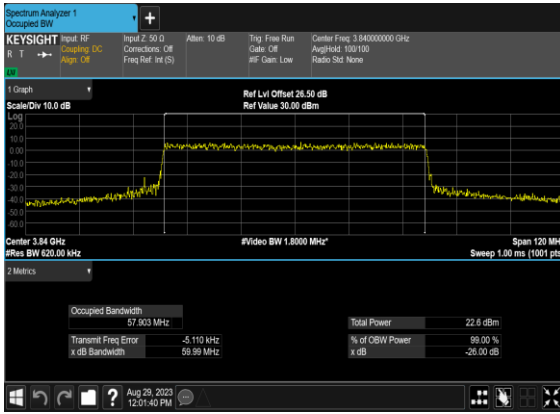 Spectrum Analyzer 1
Occupied BW
KEYSIGHT
R T
LV
Input: RF
Coupling: DC
Align: Off
Input Z: 50 Ω
Corrections: Off
Freq Ref: Int (S)
Atten: 10 dB
Trig: Free Run
Gate: Off
#IF Gain: Low
Center Freq: 3.840000000 GHz
Avg|Hold: 100/100
Radio Std: None
1 Graph
Scale/Div 10.0 dB
Ref Lvl Offset 26.50 dB
Ref Value 30.00 dBm
Log
20.0
10.0
0.00
-10.0
-20.0
-30.0
-40.0
-50.0
-60.0
Center 3.84 GHz
#Res BW 620.00 kHz
#Video BW 1.8000 MHz*
Span 120 MH
Sweep 1.00 ms (1001 pts
2 Metrics
Occupied Bandwidth
57.903 MHz
Transmit Freq Error -5.110 kHz
x dB Bandwidth 59.99 MHz
Total Power 22.6 dBm
% of OBW Power 99.00 %
x dB -26.00 dB
?
Aug 29, 2023
12:01:40 PM